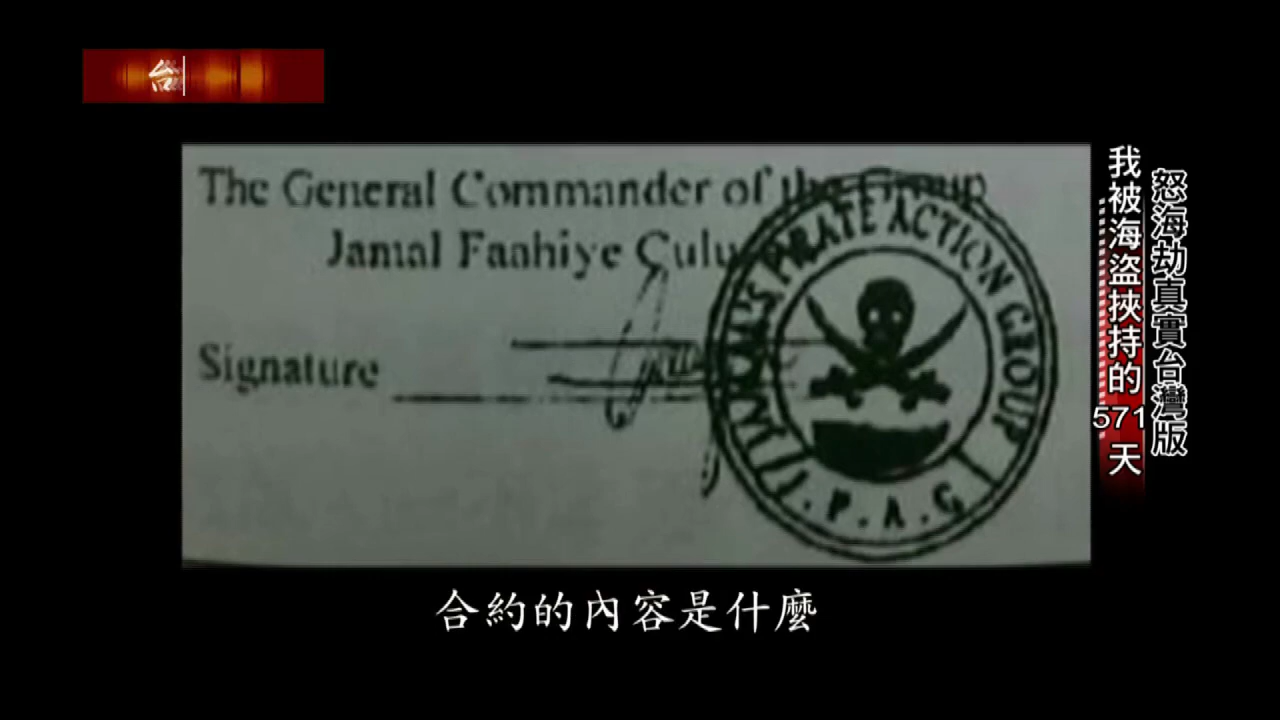 台
The General Commander of the Group
Jamal Faahiye Culu
Signature
JAMAL'S PIRATE ACTION GROUP
J.P.A.G
怒海劫真實台灣版
我被海盜挾持的571天
合約的內容是什麼